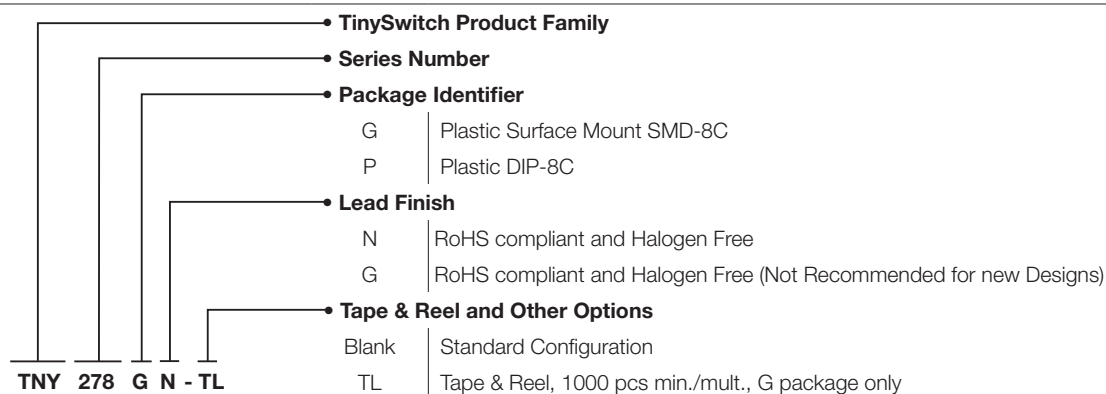 • TinySwitch Product Family
• Series Number
• Package Identifier
G Plastic Surface Mount SMD-8C
P Plastic DIP-8C
• Lead Finish
N RoHS compliant and Halogen Free
G RoHS compliant and Halogen Free (Not Recommended for new Designs)
• Tape & Reel and Other Options
Blank Standard Configuration
TNY 278 G N - TL TL Tape & Reel, 1000 pcs min./mult., G package only